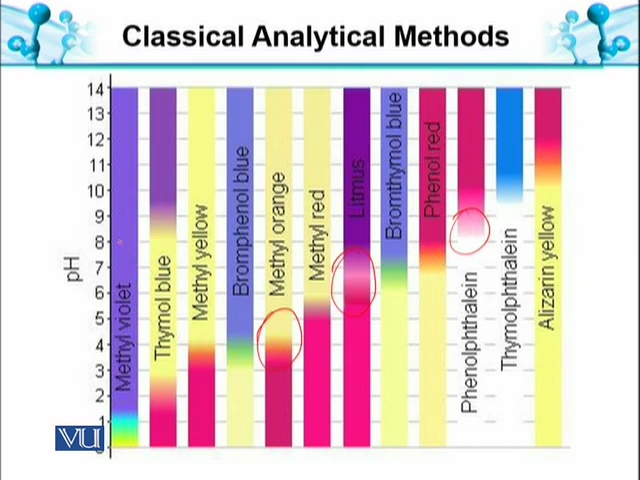 Classical Analytical Methods
14
13
12
11
10
9
8
7
6
5
4
3
2
1
pH
Methyl violet
Thymol blue
Methyl yellow
Bromphenol blue
Methyl orange
Methyl red
Litmus
Bromthymol blue
Phenol red
Phenolphthalein
Thymolphthalein
Alizarin yellow
VU